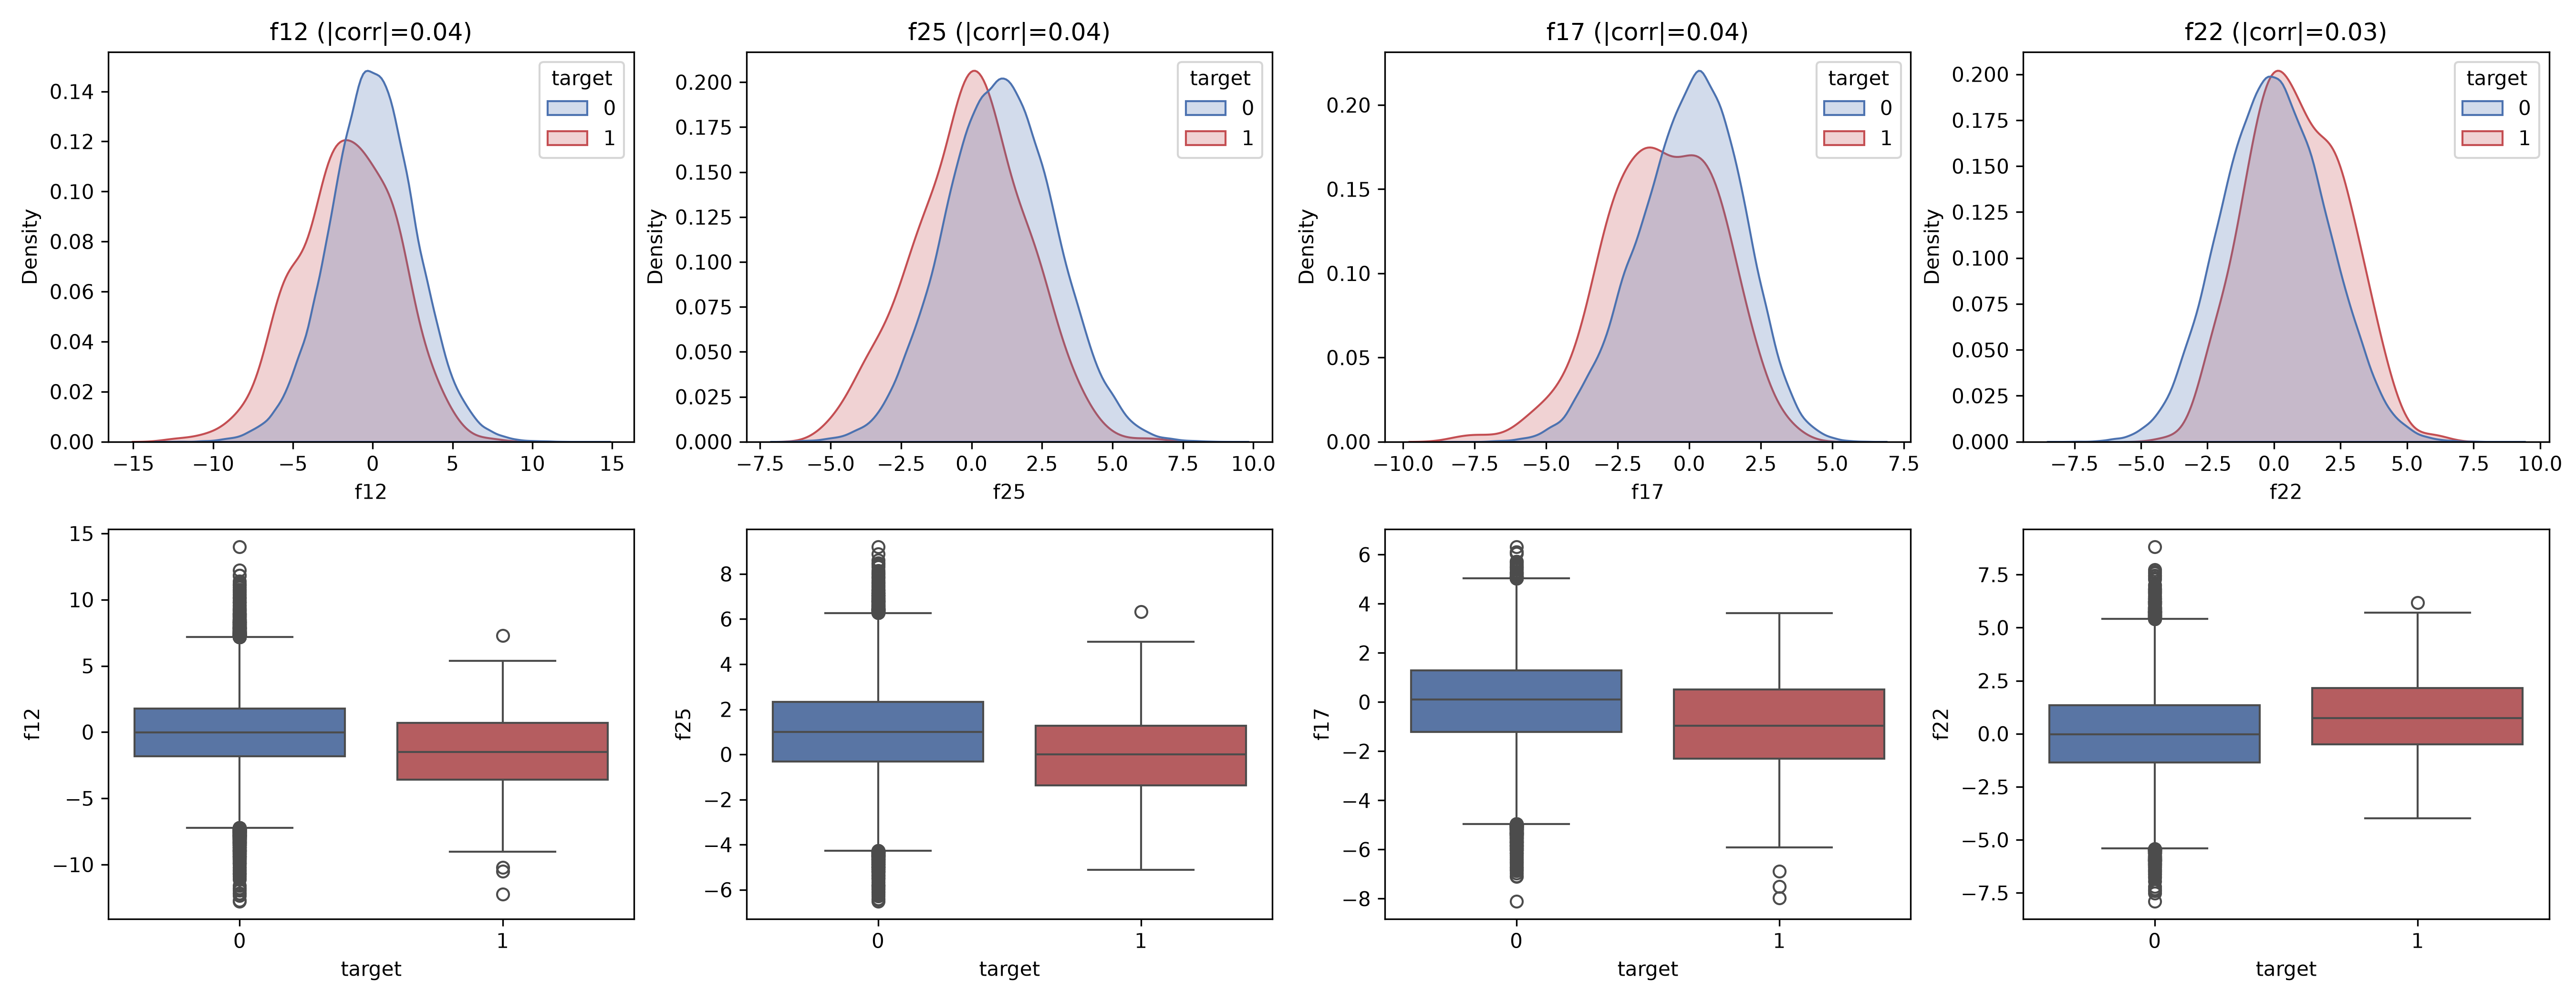 f12 (|corr|=0.04)
f25 (|corr|=0.04)
f17 (|corr|=0.04)
f22 (|corr|=0.03)
target
0
1
Density
0.14
0.12
0.10
0.08
0.06
0.04
0.02
0.00
−15 −10 −5 0 5 10 15
f12
target
0
1
Density
0.200
0.175
0.150
0.125
0.100
0.075
0.050
0.025
0.000
−7.5 −5.0 −2.5 0.0 2.5 5.0 7.5 10.0
f25
target
0
1
Density
0.20
0.15
0.10
0.05
0.00
−10.0 −7.5 −5.0 −2.5 0.0 2.5 5.0 7.5
f17
target
0
1
Density
0.200
0.175
0.150
0.125
0.100
0.075
0.050
0.025
0.000
−7.5 −5.0 −2.5 0.0 2.5 5.0 7.5 10.0
f22
f12
15
10
5
0
−5
−10
0 1
target
f25
8
6
4
2
0
−2
−4
−6
0 1
target
f17
6
4
2
0
−2
−4
−6
−8
0 1
target
f22
7.5
5.0
2.5
0.0
−2.5
−5.0
−7.5
0 1
target